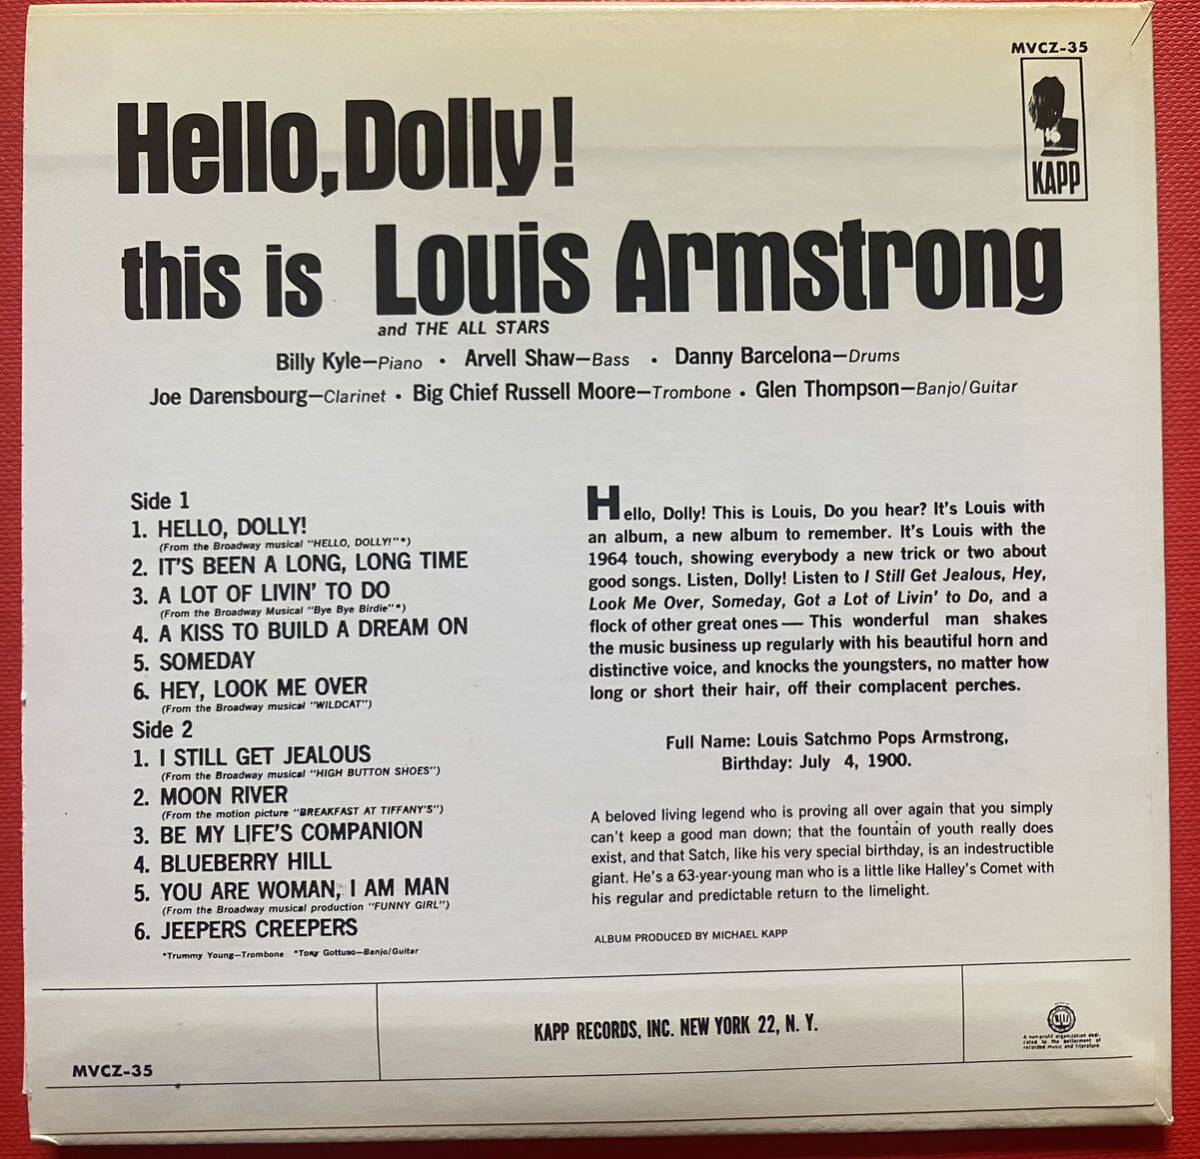 MVCZ-35
KAPP
Hello, Dolly!
this is Louis Armstrong
and THE ALL STARS
Billy Kyle—Piano • Arvell Shaw—Bass • Danny Barcelona—Drums
Joe Darensbourg—Clarinet • Big Chief Russell Moore—Trombone • Glen Thompson—Banjo/Guitar
Side 1
1. HELLO, DOLLY!
(From the Broadway musical "HELLO, DOLLY!"*)
2. IT'S BEEN A LONG, LONG TIME
3. A LOT OF LIVIN' TO DO
(From the Broadway Musical "Bye Bye Birdie"*)
4. A KISS TO BUILD A DREAM ON
5. SOMEDAY
6. HEY, LOOK ME OVER
(From the Broadway musical "WILDCAT")
Side 2
1. I STILL GET JEALOUS
(From the Broadway musical "HIGH BUTTON SHOES")
2. MOON RIVER
(From the motion picture "BREAKFAST AT TIFFANY'S")
3. BE MY LIFE'S COMPANION
4. BLUEBERRY HILL
5. YOU ARE WOMAN, I AM MAN
(From the Broadway musical production "FUNNY GIRL")
6. JEEPERS CREEPERS
*Trummy Young—Trombone *Tony Gottuso—Banjo/Guitar
Hello, Dolly! This is Louis, Do you hear? It's Louis with
an album, a new album to remember. It's Louis with the
1964 touch, showing everybody a new trick or two about
good songs. Listen, Dolly! Listen to I Still Get Jealous, Hey,
Look Me Over, Someday, Got a Lot of Livin' to Do, and a
flock of other great ones — This wonderful man shakes
the music business up regularly with his beautiful horn and
distinctive voice, and knocks the youngsters, no matter how
long or short their hair, off their complacent perches.
Full Name: Louis Satchmo Pops Armstrong,
Birthday: July 4, 1900.
A beloved living legend who is proving all over again that you simply
can't keep a good man down; that the fountain of youth really does
exist, and that Satch, like his very special birthday, is an indestructible
giant. He's a 63-year-young man who is a little like Halley's Comet with
his regular and predictable return to the limelight.
ALBUM PRODUCED BY MICHAEL KAPP
KAPP RECORDS, INC. NEW YORK 22, N. Y.
A non-profit organization dedi-
cated to the betterment of
recorded music and literature.
MVCZ-35